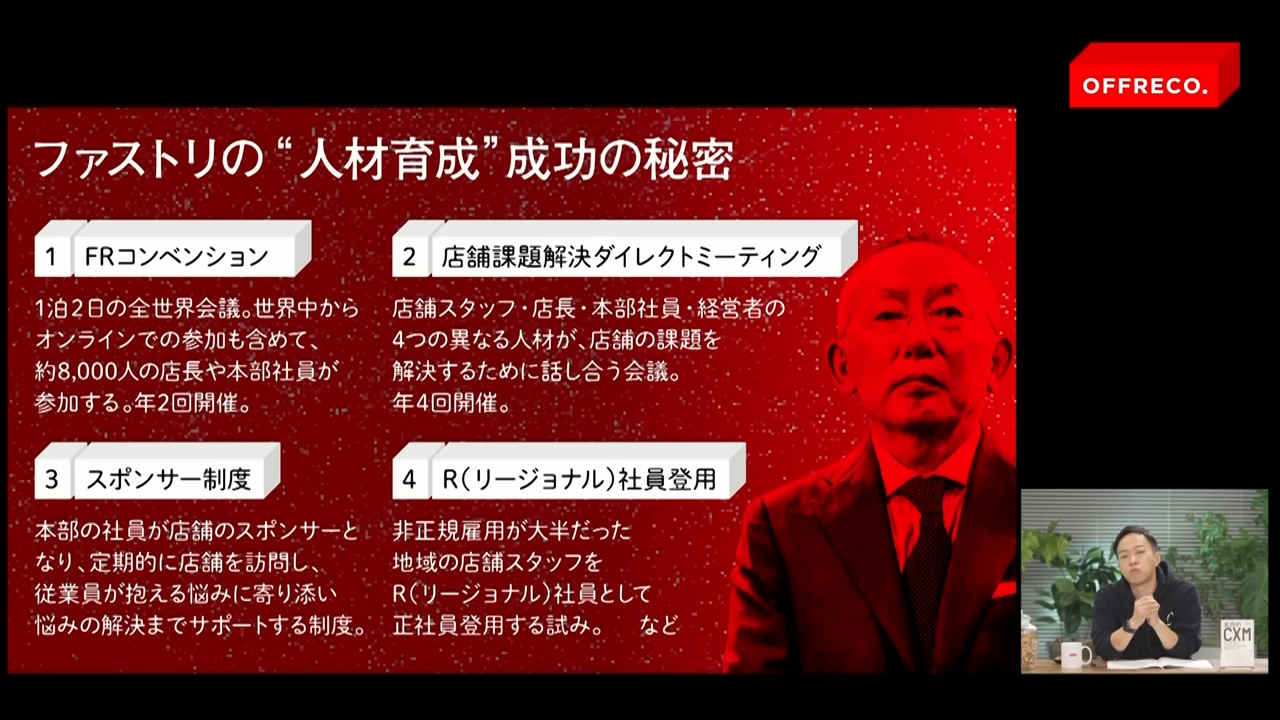 OFFRECO.
ファストリの“人材育成”成功の秘密
1 FRコンベンション
1泊2日の全世界会議。世界中から
オンラインでの参加も含めて、
約8,000人の店長や本部社員が
参加する。年2回開催。
2 店舗課題解決ダイレクトミーティング
店舗スタッフ・店長・本部社員・経営者の
4つの異なる人材が、店舗の課題を
解決するために話し合う会議。
年4回開催。
3 スポンサー制度
本部の社員が店舗のスポンサーと
なり、定期的に店舗を訪問し、
従業員が抱える悩みに寄り添い
悩みの解決までサポートする制度。
4 R(リージョナル)社員登用
非正規雇用が大半だった
地域の店舗スタッフを
R(リージョナル)社員として
正社員登用する試み。 など
CXM